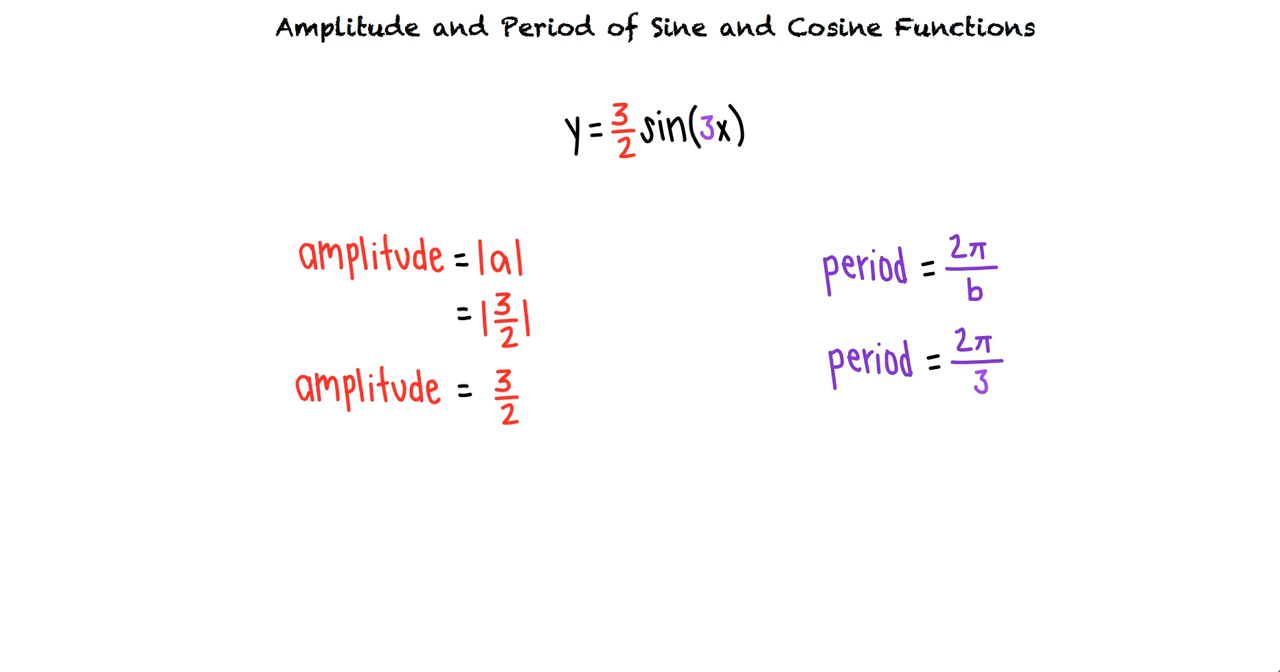 Amplitude and Period of Sine and Cosine Functions
y = 3/2 sin(3x)
amplitude = |a|
= |3/2|
amplitude = 3/2
period = 2π/b
period = 2π/3